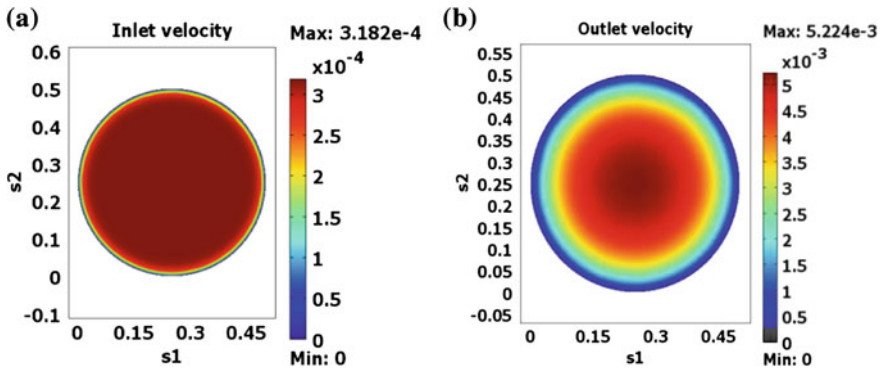 (a)
Inlet velocity
Max: 3.182e-4
0.6
0.5
0.4
0.3
0.2
0.1
0
-0.1
s2
0 0.15 0.3 0.45
s1
x10⁻⁴
3
2.5
2
1.5
1
0.5
0
Min: 0
(b)
Outlet velocity
Max: 5.224e-3
0.55
0.5
0.45
0.4
0.35
0.3
0.25
0.2
0.15
0.1
0.05
0
-0.05
s2
0 0.15 0.3 0.45
s1
×10⁻³
5
4.5
4
3.5
3
2.5
2
1.5
1
0.5
0
Min: 0